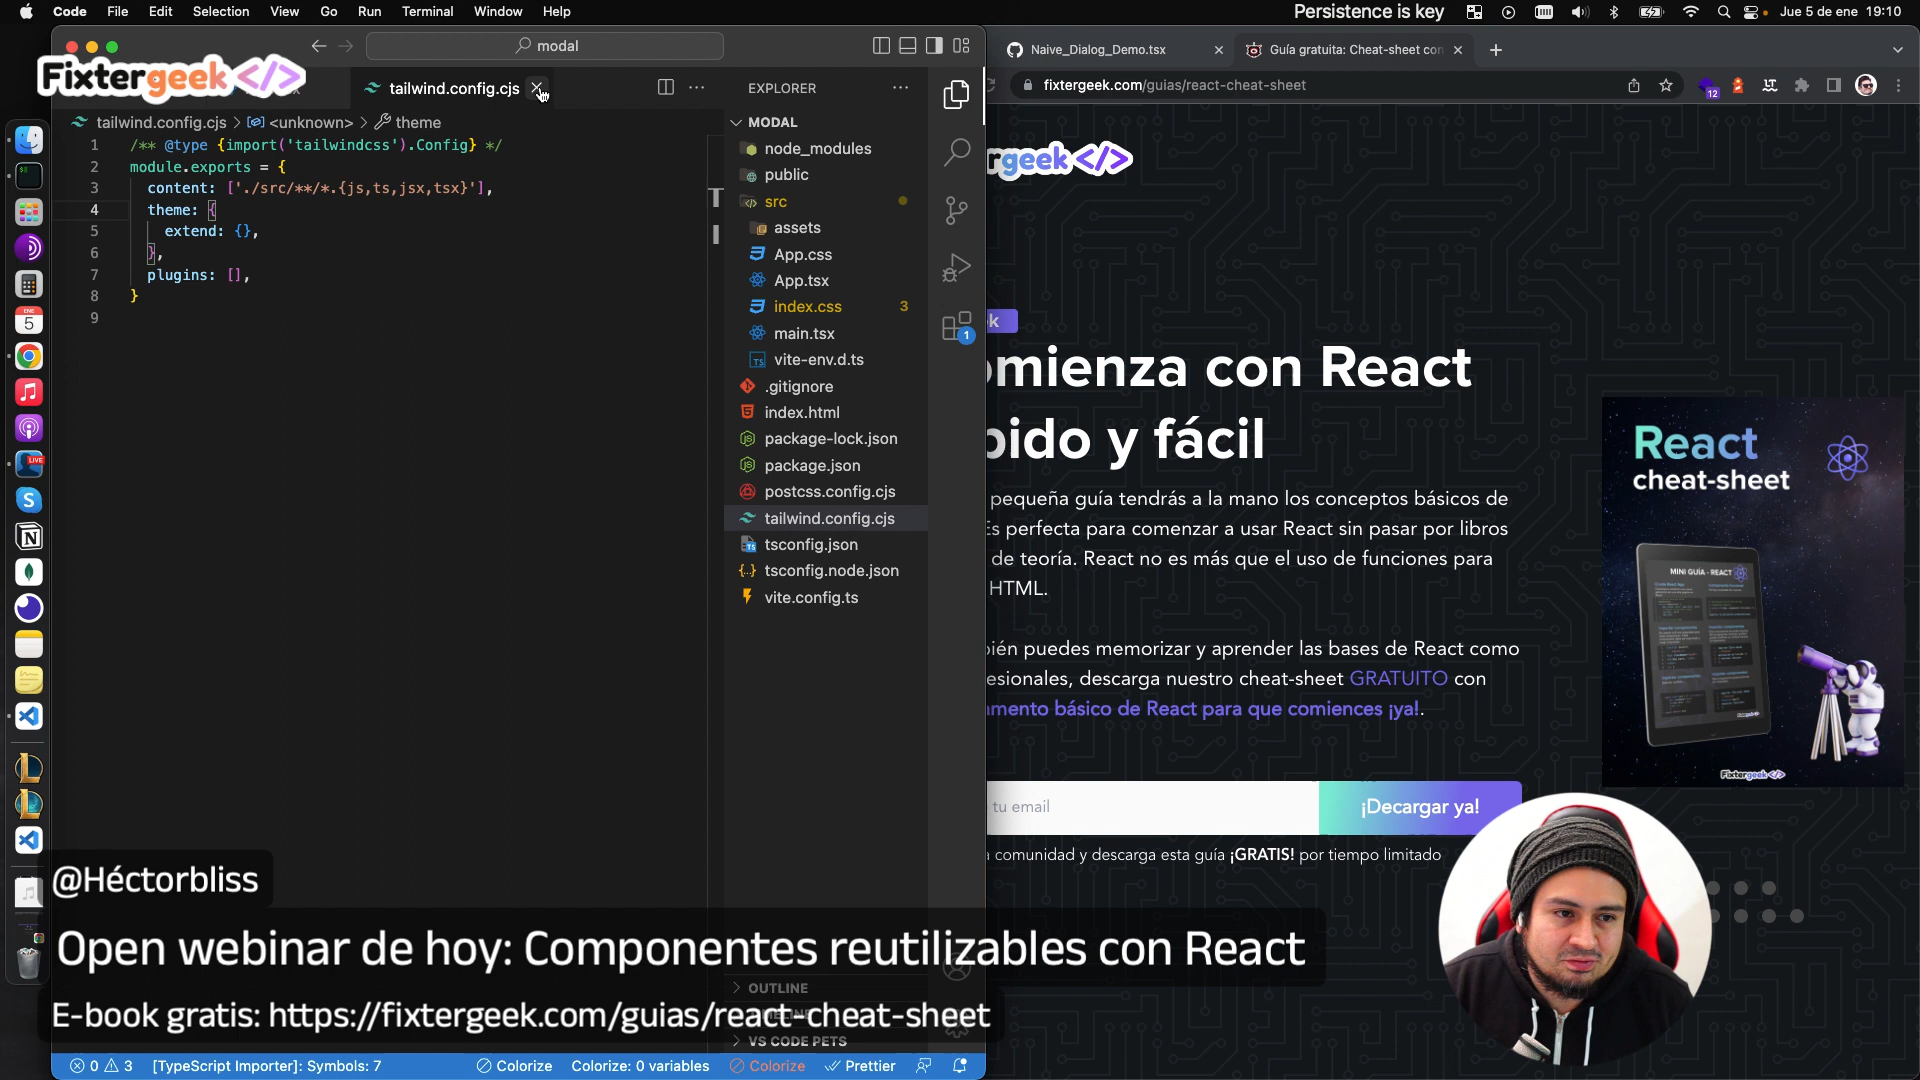 Code File Edit Selection View Go Run Terminal Window Help
Persistence is key
Jue 5 de ene 19:10
modal
Fixtergeek </>
tailwind.config.cjs
tailwind.config.cjs > <unknown> > theme
1 /** @type {import('tailwindcss').Config} */
2 module.exports = {
3 content: ['./src/**/*.{js,ts,jsx,tsx}'],
4 theme: {
5 extend: {},
6 },
7 plugins: [],
8 }
9
EXPLORER
MODAL
node_modules
public
src
assets
App.css
App.tsx
index.css 3
main.tsx
vite-env.d.ts
.gitignore
index.html
package-lock.json
package.json
postcss.config.cjs
tailwind.config.cjs
tsconfig.json
tsconfig.node.json
vite.config.ts
OUTLINE
VS CODE PETS
1
Naive_Dialog_Demo.tsx
Guía gratuita: Cheat-sheet con
fixtergeek.com/guias/react-cheat-sheet
12
rgeek </>
k
omienza con React
pido y fácil
pequeña guía tendrás a la mano los conceptos básicos de
Es perfecta para comenzar a usar React sin pasar por libros
de teoría. React no es más que el uso de funciones para
HTML.
bién puedes memorizar y aprender las bases de React como
esionales, descarga nuestro cheat-sheet GRATUITO con
amento básico de React para que comiences ¡ya!.
tu email
¡Decargar ya!
a comunidad y descarga esta guía ¡GRATIS! por tiempo limitado
React
cheat-sheet
MINI GUÍA - REACT
Fixtergeek </>
ENE
5
LIVE
@Héctorbliss
Open webinar de hoy: Componentes reutilizables con React
E-book gratis: https://fixtergeek.com/guias/react-cheat-sheet
0 3 [TypeScript Importer]: Symbols: 7 Colorize Colorize: 0 variables Colorize Prettier